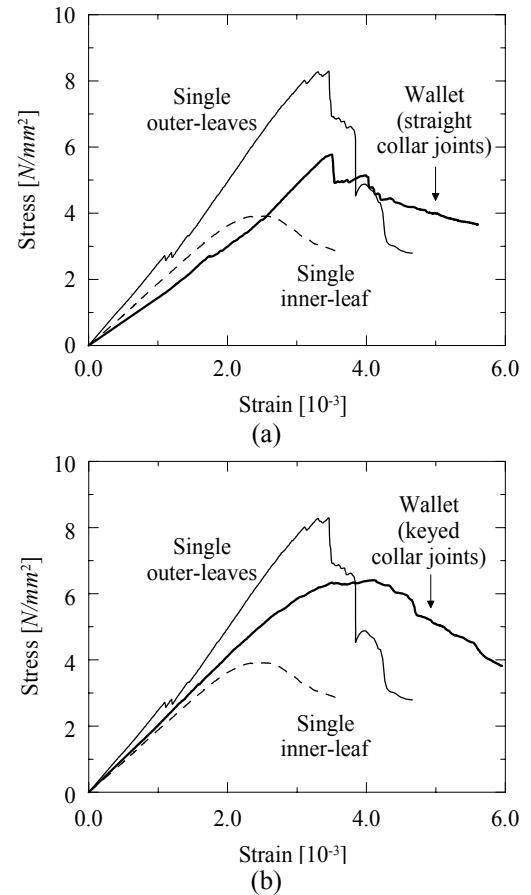 10
8
6
4
2
0
Stress [N/mm²]
Single
outer-leaves
Wallet
(straight
collar joints)
Single
inner-leaf
0.0 2.0 4.0 6.0
Strain [10⁻³]
(a)
10
8
6
4
2
0
Stress [N/mm²]
Single
outer-leaves
Wallet
(keyed
collar joints)
Single
inner-leaf
0.0 2.0 4.0 6.0
Strain [10⁻³]
(b)